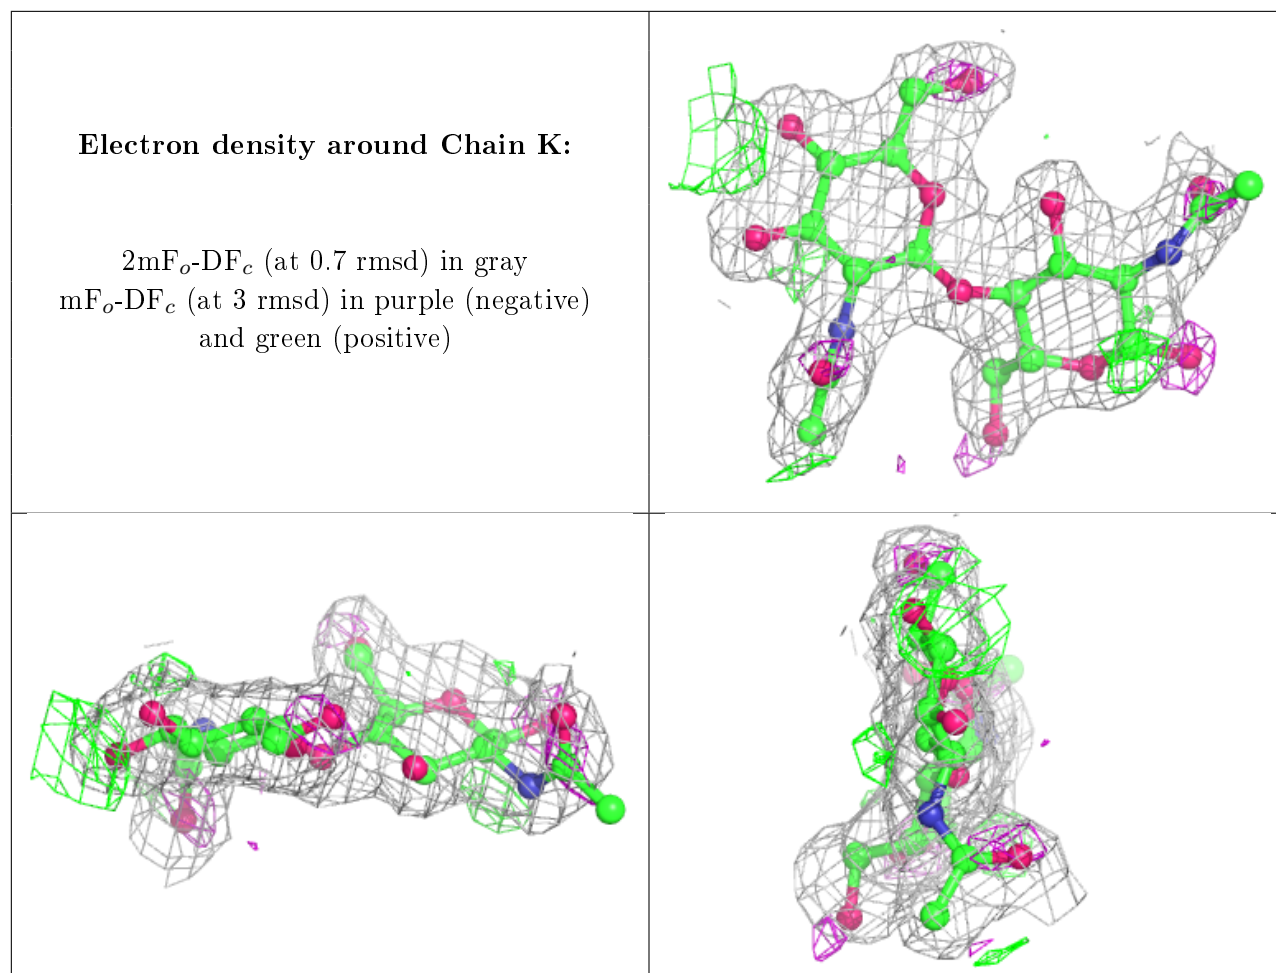 Electron density around Chain K:
2mFo-DFc (at 0.7 rmsd) in gray
mFo-DFc (at 3 rmsd) in purple (negative)
and green (positive)